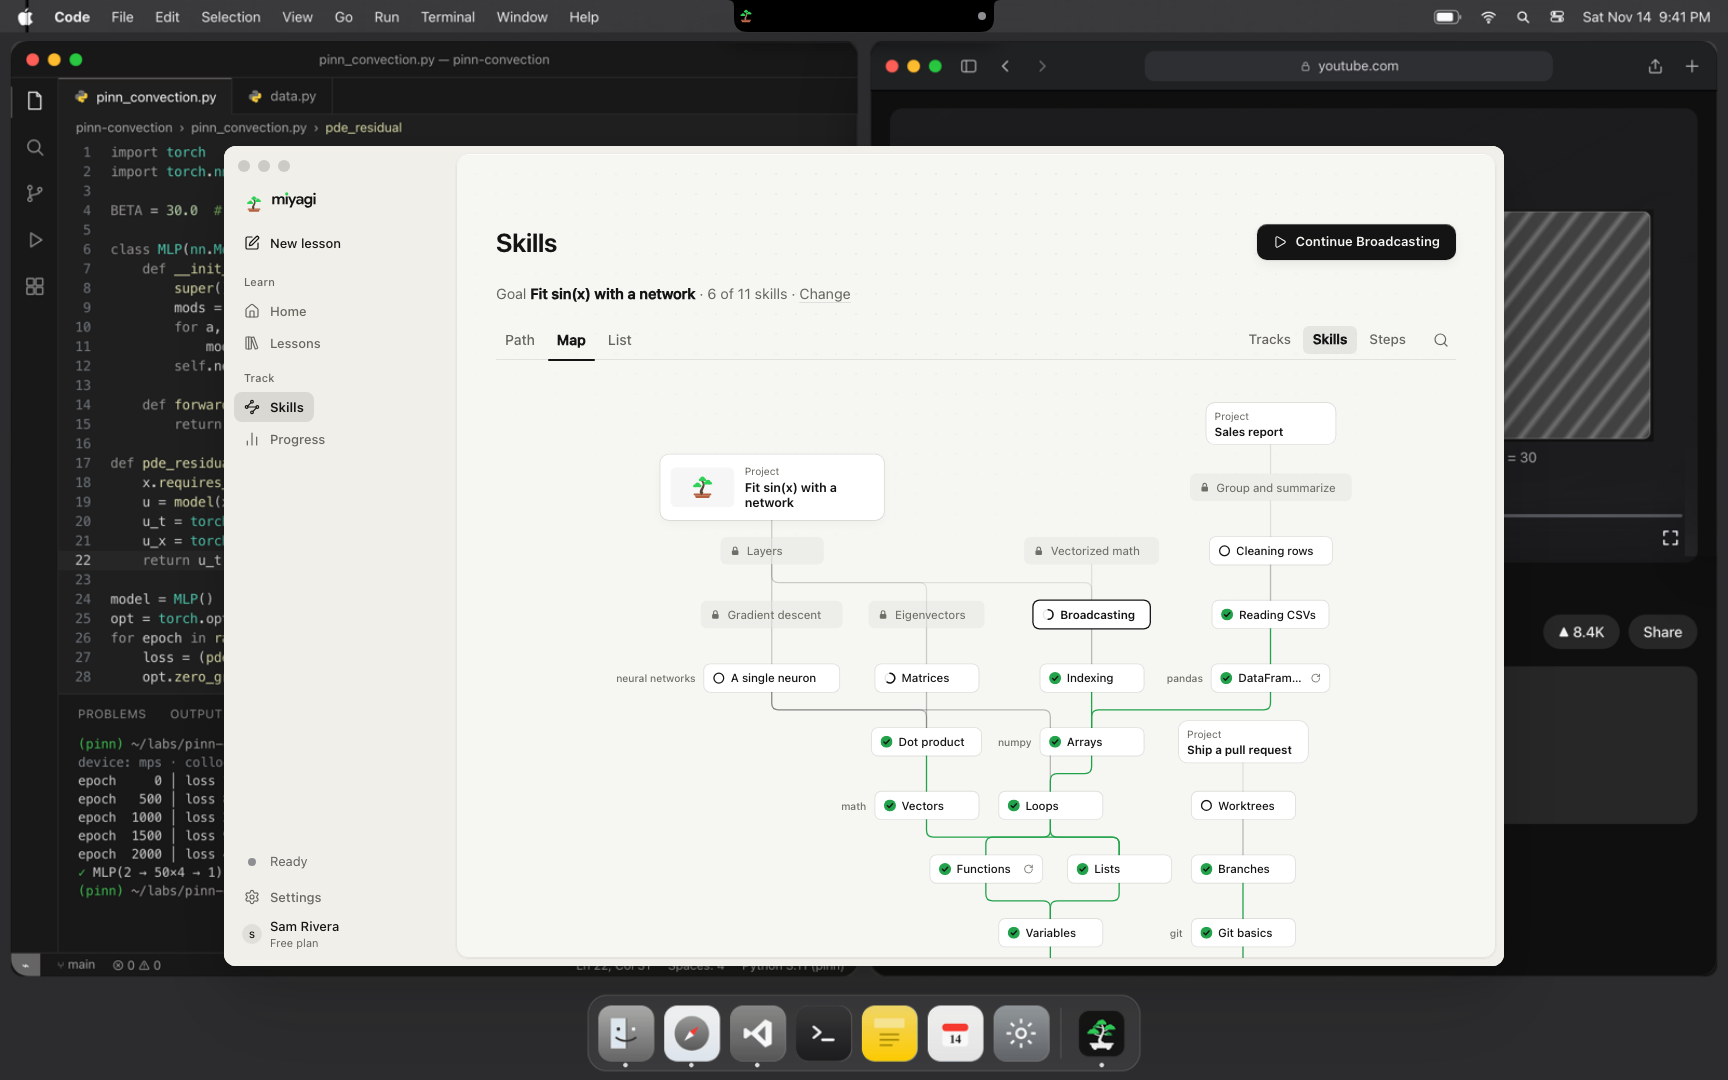 Code File Edit Selection View Go Run Terminal Window Help
Sat Nov 14 9:41 PM
pinn_convection.py — pinn-convection
pinn_convection.py
data.py
pinn-convection › pinn_convection.py › pde_residual
1 import torch
2 import torch.nn
3
4 BETA = 30.0 #
5
6 class MLP(nn.Mo
7 def __init_
8 super(
9 mods =
10 for a,
11 mod
12 self.ne
13
14 def forward
15 return
16
17 def pde_residua
18 x.requires_
19 u = model(
20 u_t = torc
21 u_x = torc
22 return u_t
23
24 model = MLP()
25 opt = torch.opt
26 for epoch in ra
27 loss = (pde
28 opt.zero_g
PROBLEMS OUTPUT
(pinn) ~/labs/pinn-
device: mps · collo
epoch 0 | loss
epoch 500 | loss
epoch 1000 | loss
epoch 1500 | loss
epoch 2000 | loss
✓ MLP(2 → 50×4 → 1)
(pinn) ~/labs/pinn-
main 0 0
youtube.com
= 30
8.4K
Share
miyagi
New lesson
Learn
Home
Lessons
Track
Skills
Progress
Ready
Settings
S
Sam Rivera
Free plan
Skills
Continue Broadcasting
Goal Fit sin(x) with a network · 6 of 11 skills · Change
Path Map List
Tracks Skills Steps
Project
Sales report
Project
Fit sin(x) with a
network
Group and summarize
Layers
Vectorized math
Cleaning rows
Gradient descent
Eigenvectors
Broadcasting
Reading CSVs
neural networks
A single neuron
Matrices
Indexing
pandas
DataFram...
Dot product
numpy
Arrays
Project
Ship a pull request
math
Vectors
Loops
Worktrees
Functions
Lists
Branches
Variables
git
Git basics
14